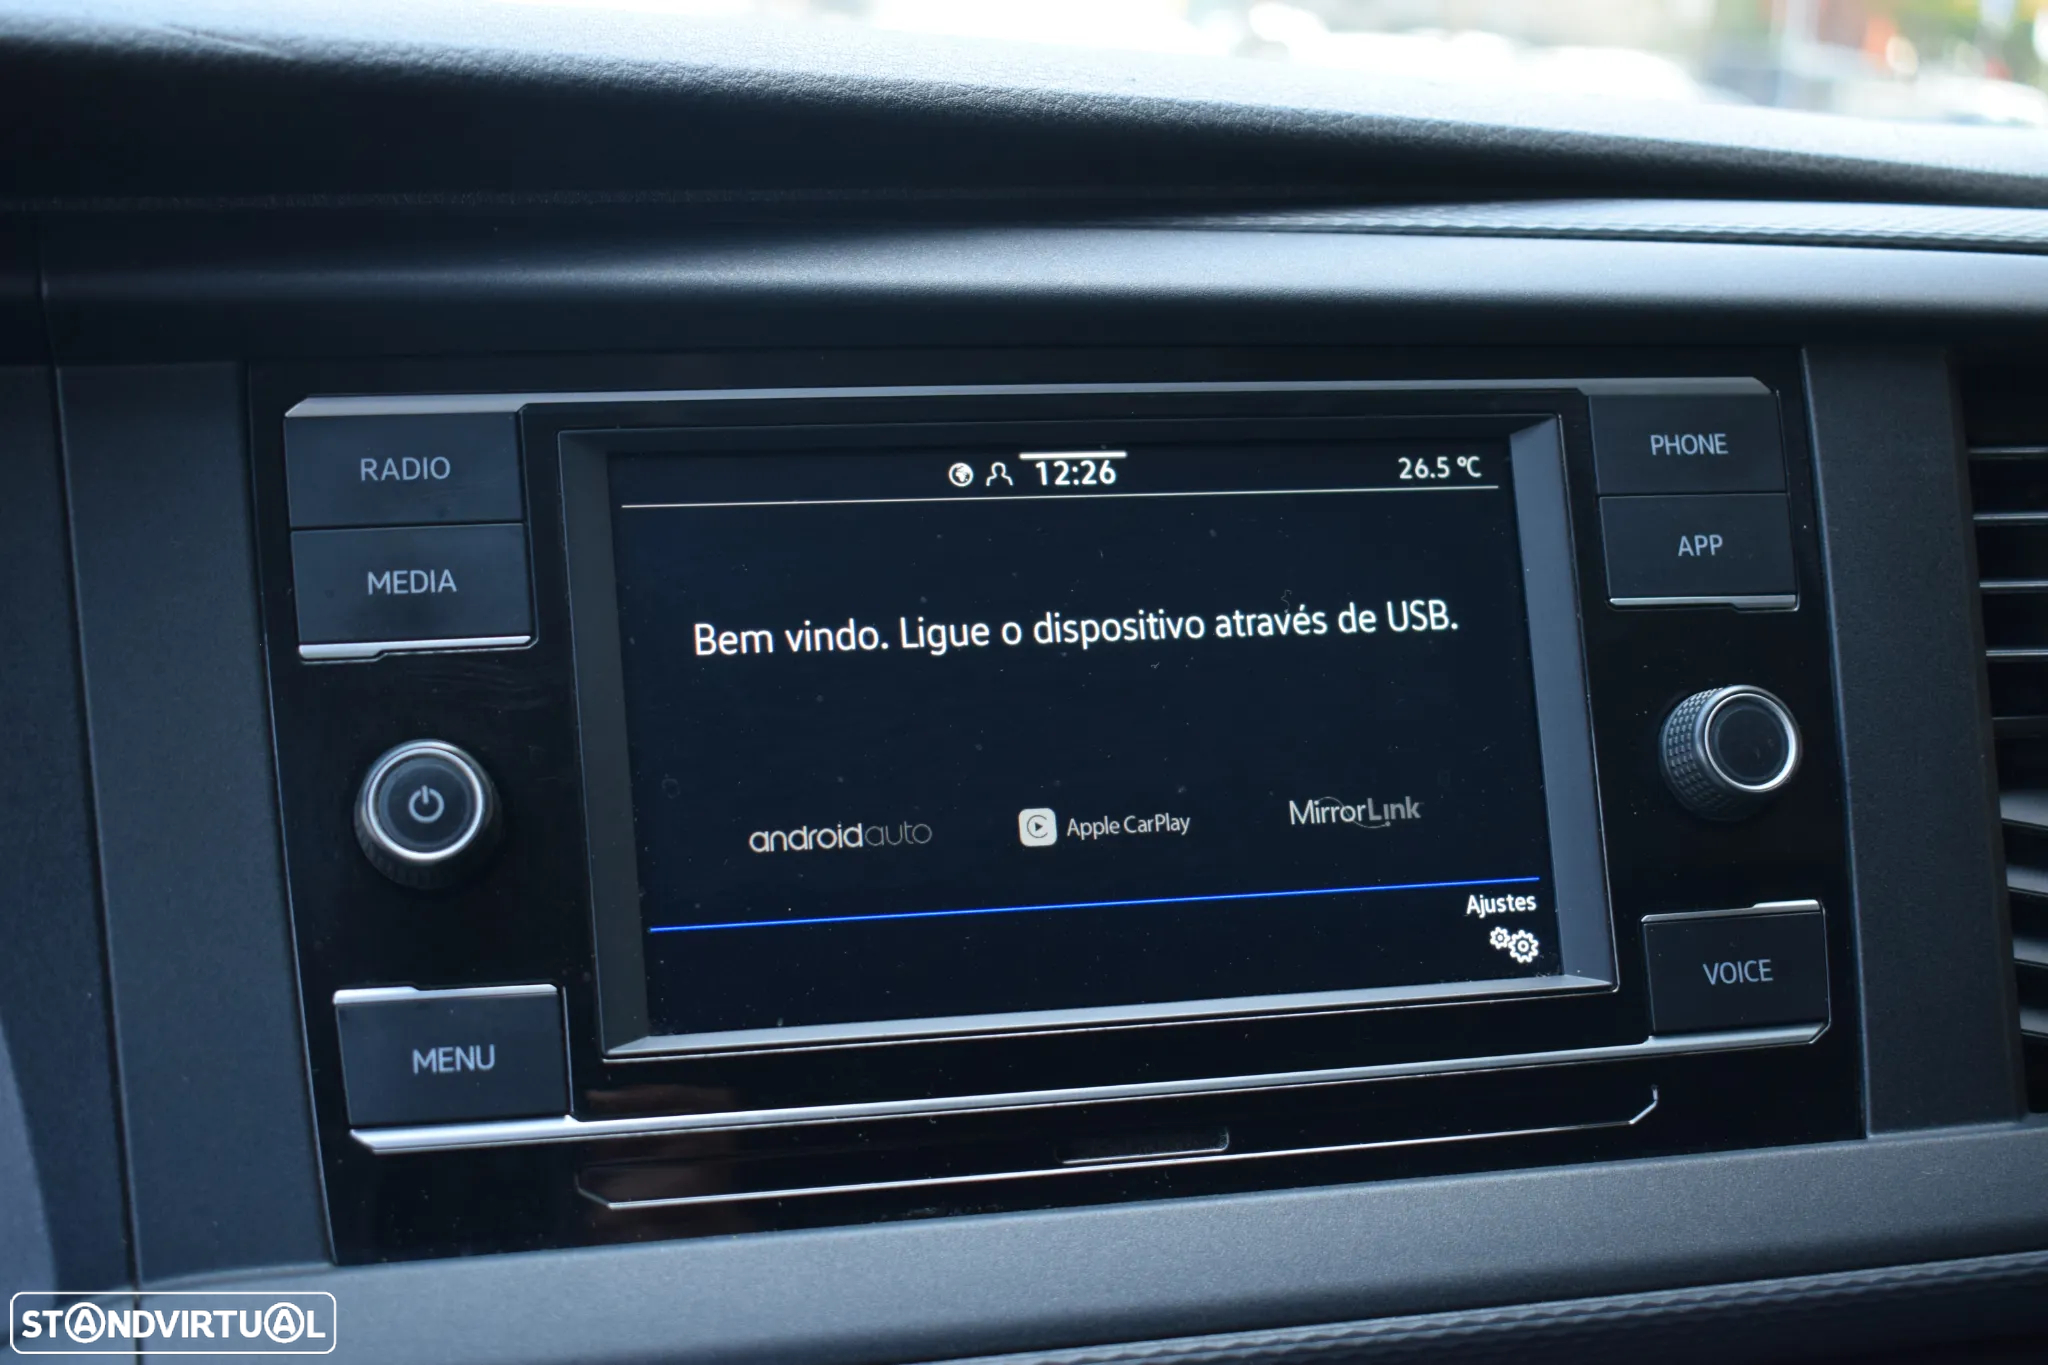 RADIO
MEDIA
MENU
12:26
26.5 °C
Bem vindo. Ligue o dispositivo através de USB.
androidauto
Apple CarPlay
MirrorLink
Ajustes
PHONE
APP
VOICE
STANDVIRTUAL